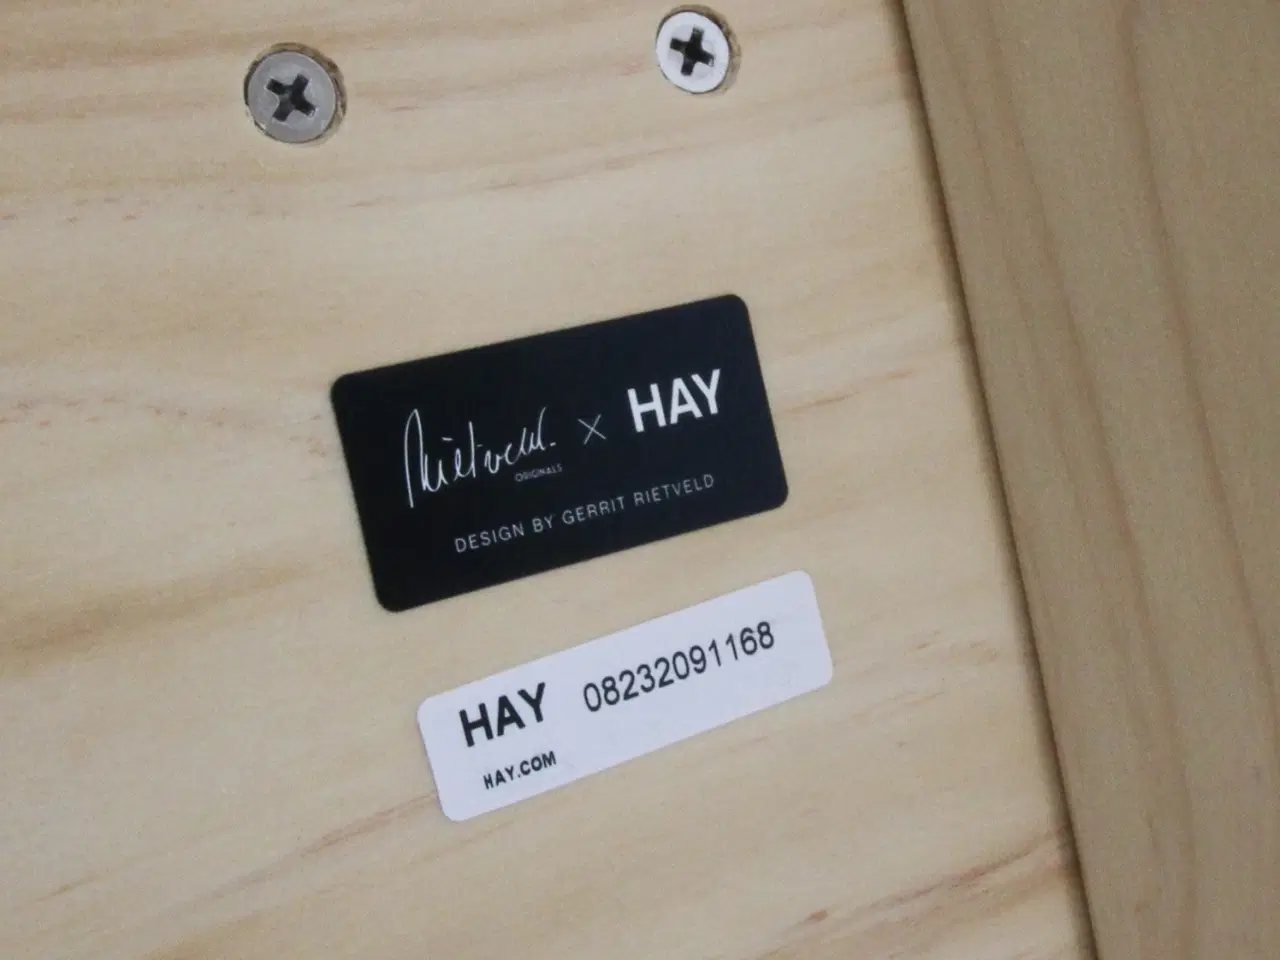 Rietveld. × HAY
ORIGINALS
DESIGN BY GERRIT RIETVELD
HAY 08232091168
HAY.COM